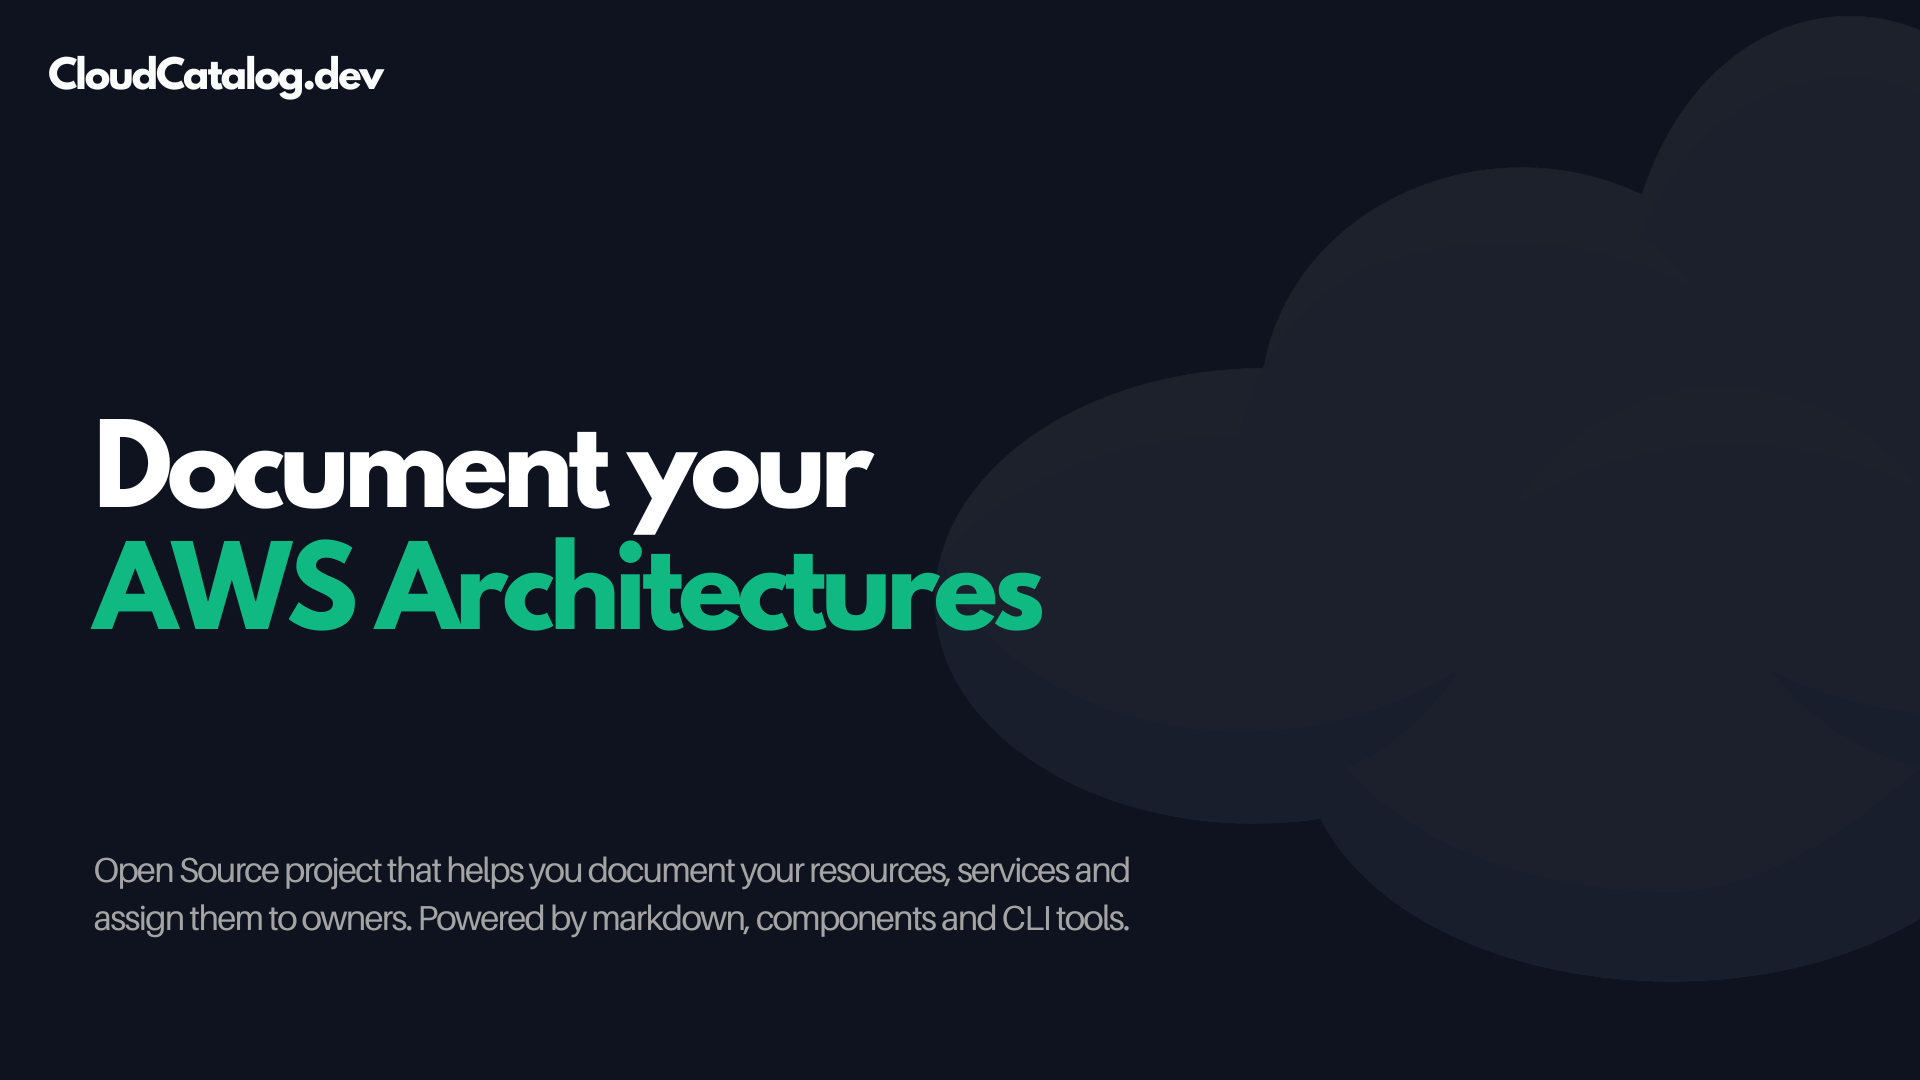 CloudCatalog.dev
Document your
AWS Architectures
Open Source project that helps you document your resources, services and
assign them to owners. Powered by markdown, components and CLI tools.